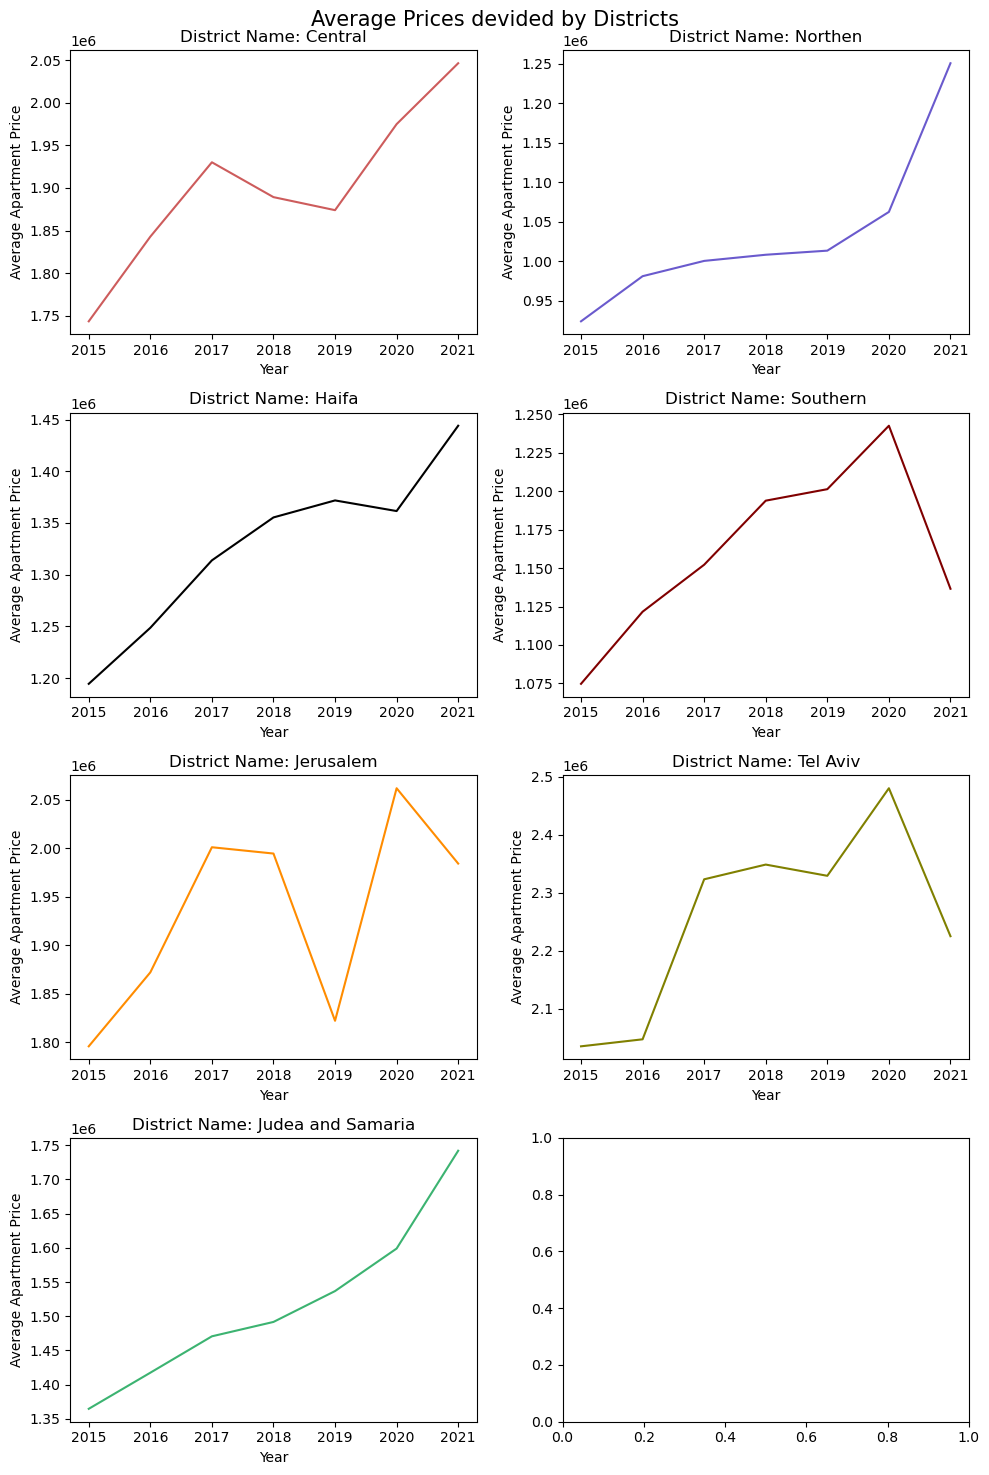 Average Prices devided by Districts
District Name: Central
1e6
2.05
2.00
1.95
1.90
1.85
1.80
1.75
Average Apartment Price
2015 2016 2017 2018 2019 2020 2021
Year
District Name: Northen
1e6
1.25
1.20
1.15
1.10
1.05
1.00
0.95
Average Apartment Price
2015 2016 2017 2018 2019 2020 2021
Year
District Name: Haifa
1e6
1.45
1.40
1.35
1.30
1.25
1.20
Average Apartment Price
2015 2016 2017 2018 2019 2020 2021
Year
District Name: Southern
1e6
1.250
1.225
1.200
1.175
1.150
1.125
1.100
1.075
Average Apartment Price
2015 2016 2017 2018 2019 2020 2021
Year
District Name: Jerusalem
1e6
2.05
2.00
1.95
1.90
1.85
1.80
Average Apartment Price
2015 2016 2017 2018 2019 2020 2021
Year
District Name: Tel Aviv
1e6
2.5
2.4
2.3
2.2
2.1
Average Apartment Price
2015 2016 2017 2018 2019 2020 2021
Year
District Name: Judea and Samaria
1e6
1.75
1.70
1.65
1.60
1.55
1.50
1.45
1.40
1.35
Average Apartment Price
2015 2016 2017 2018 2019 2020 2021
Year
1.0
0.8
0.6
0.4
0.2
0.0
0.0 0.2 0.4 0.6 0.8 1.0